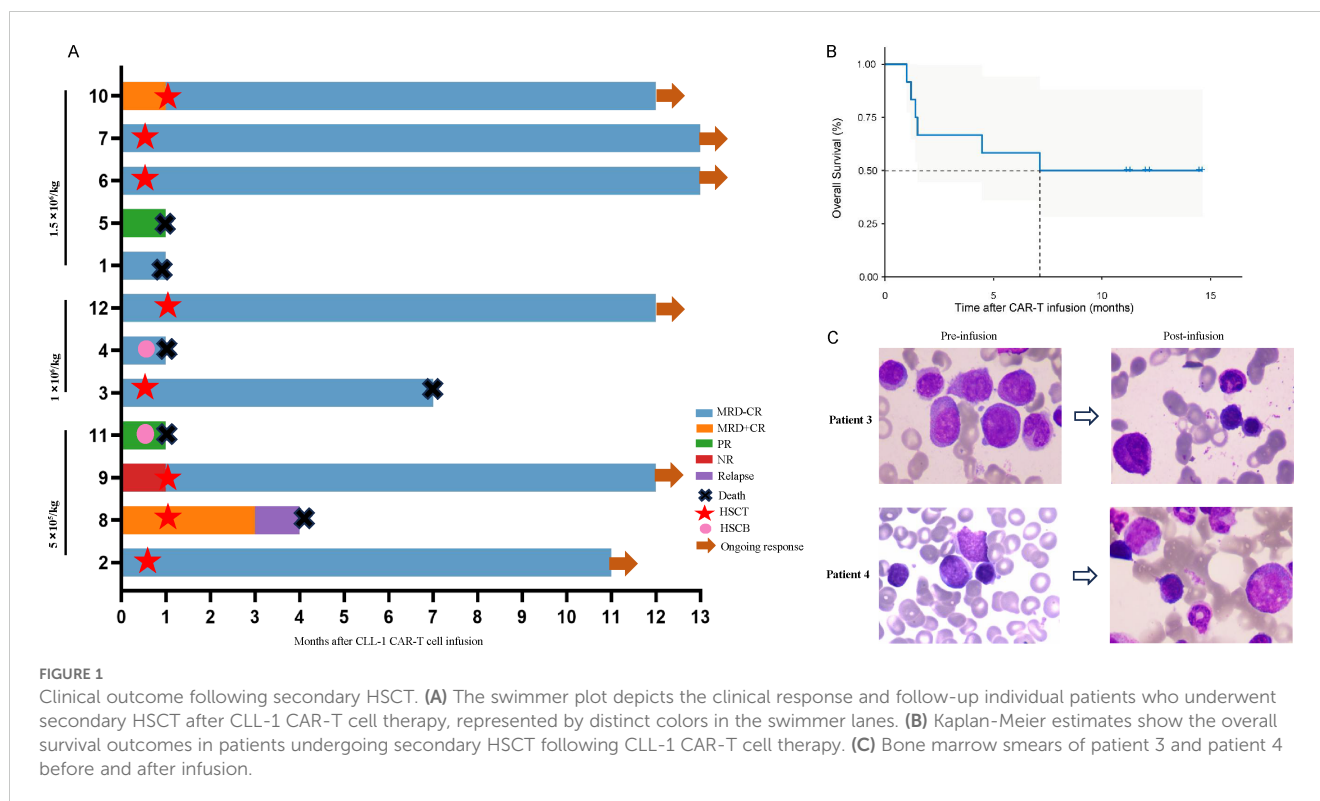 A
10
7
6
5
1
12
4
3
11
9
8
2
1.5×10⁶/kg
1×10⁶/kg
5×10⁵/kg
0 1 2 3 4 5 6 7 8 9 10 11 12 13
Months after CLL-1 CAR-T cell infusion
MRD-CR
MRD+CR
PR
NR
Relapse
Death
HSCT
HSCB
Ongoing response
B
1.00
0.75
0.50
0.25
0.00
Overall Survival (%)
0 5 10 15
Time after CAR-T infusion (months)
C
Pre-infusion Post-infusion
Patient 3
Patient 4
FIGURE 1
Clinical outcome following secondary HSCT. (A) The swimmer plot depicts the clinical response and follow-up individual patients who underwent
secondary HSCT after CLL-1 CAR-T cell therapy, represented by distinct colors in the swimmer lanes. (B) Kaplan-Meier estimates show the overall
survival outcomes in patients undergoing secondary HSCT following CLL-1 CAR-T cell therapy. (C) Bone marrow smears of patient 3 and patient 4
before and after infusion.